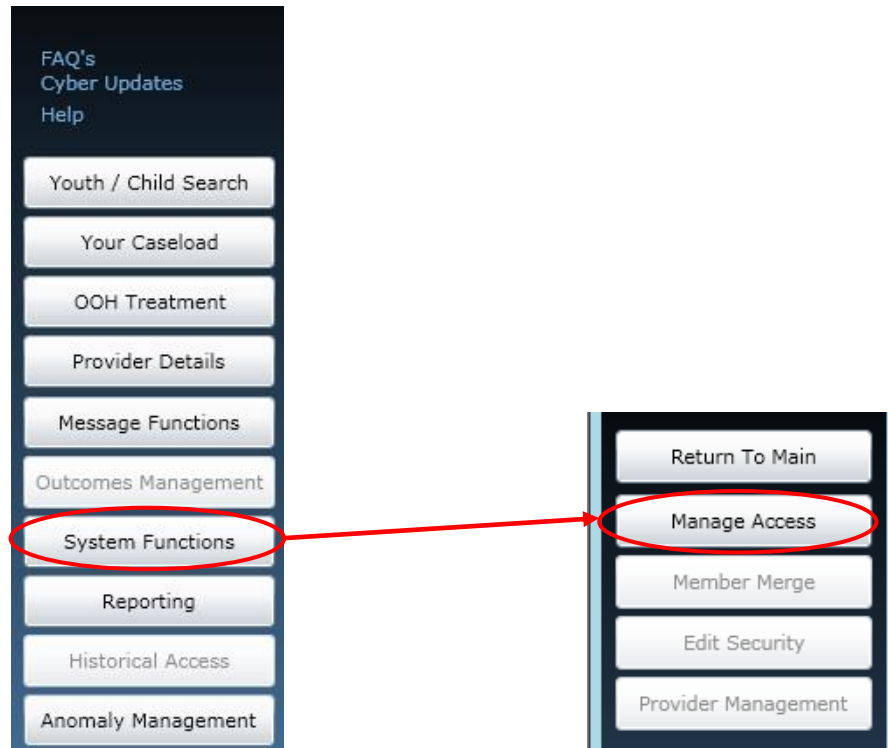 FAQ's
Cyber Updates
Help
Youth / Child Search
Your Caseload
OOH Treatment
Provider Details
Message Functions
Outcomes Management
System Functions
Reporting
Historical Access
Anomaly Management
Return To Main
Manage Access
Member Merge
Edit Security
Provider Management